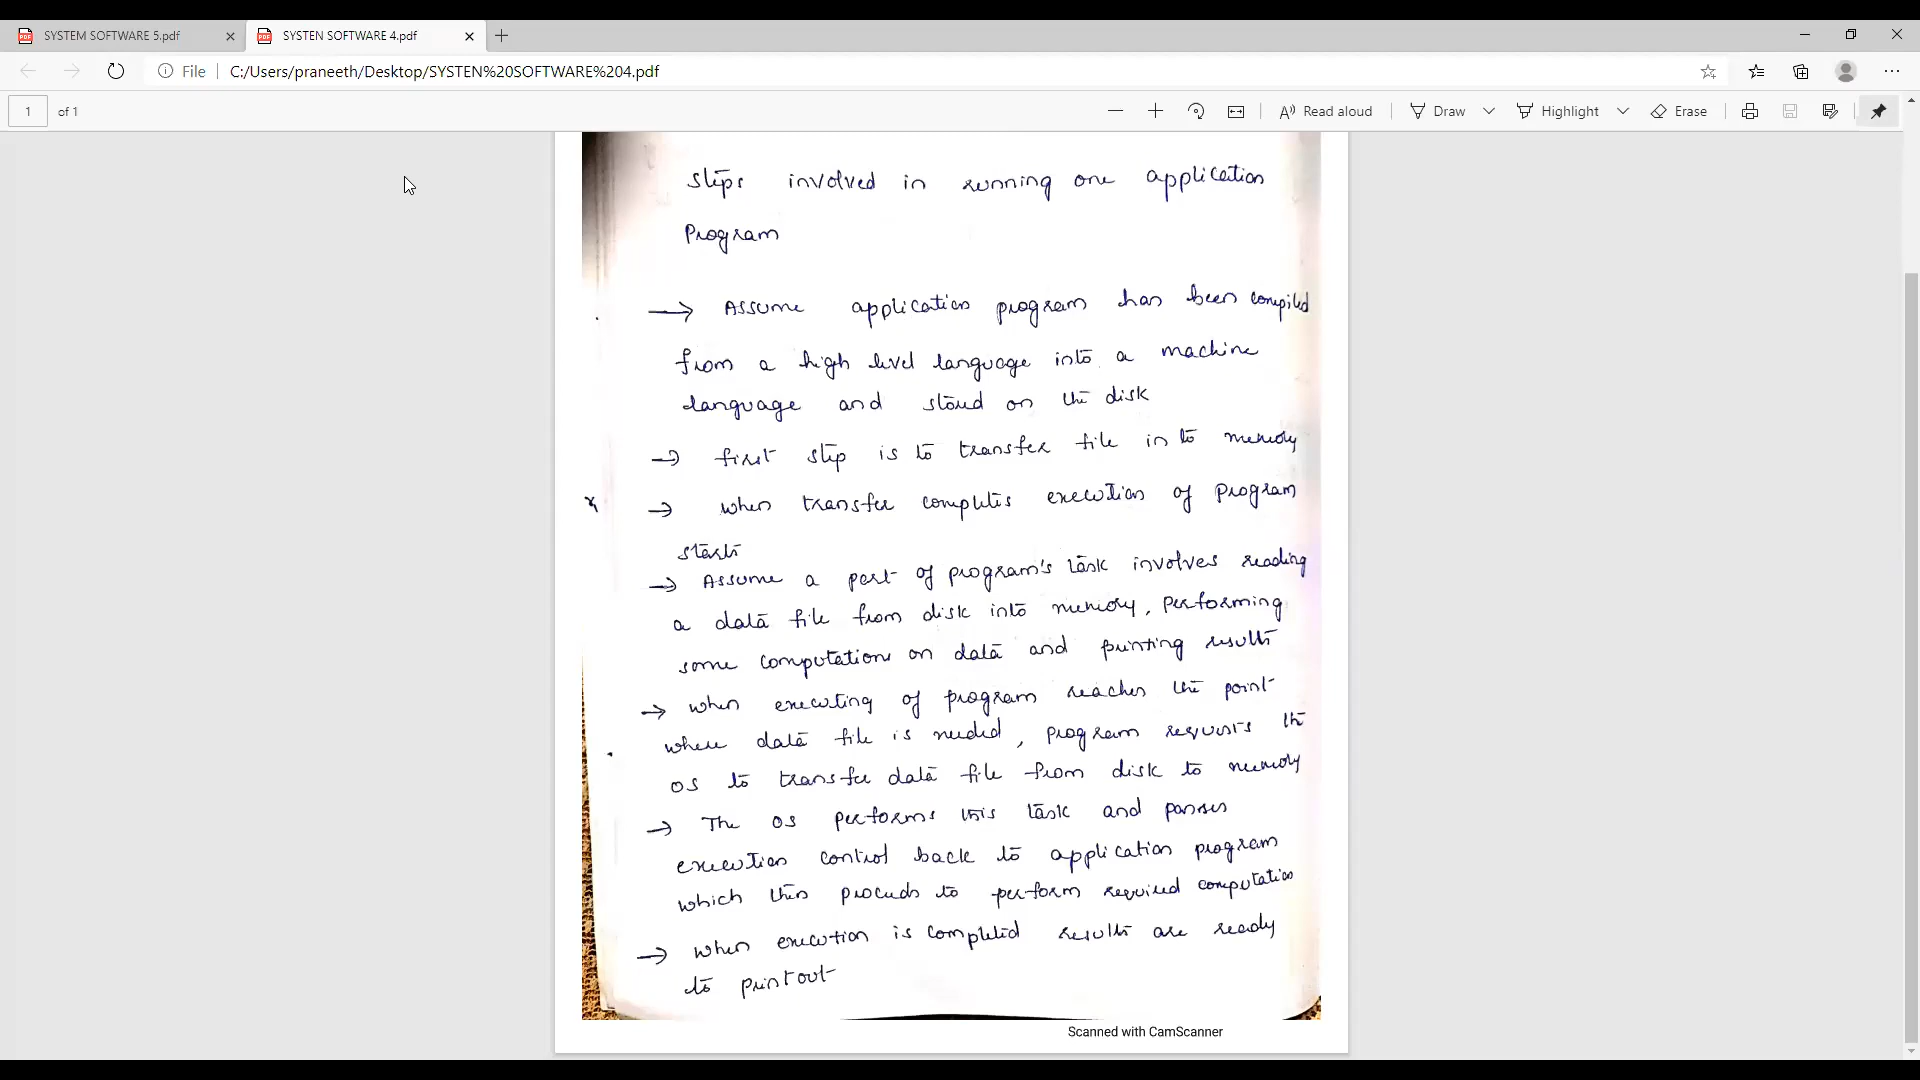 SYSTEM SOFTWARE 5.pdf
SYSTEN SOFTWARE 4.pdf
File
C:/Users/praneeth/Desktop/SYSTEN%20SOFTWARE%204.pdf
1 of 1
Read aloud
Draw
Highlight
Erase
steps involved in running one application
Program
→ Assume application program has been compiled
from a high level language into a machine
language and stored on the disk
→ first step is to transfer file in to memory
→ when transfer completes execution of program
starts
→ Assume a part of program's task involves reading
a data file from disk into memory, performing
some computations on data and printing results
→ when executing of program reaches the point
where data file is needed, program requests the
OS to transfer data file from disk to memory
→ The OS performs this task and passes
execution control back to application program
which then proceeds to perform required computation
→ When execution is completed results are ready
to printout
Scanned with CamScanner